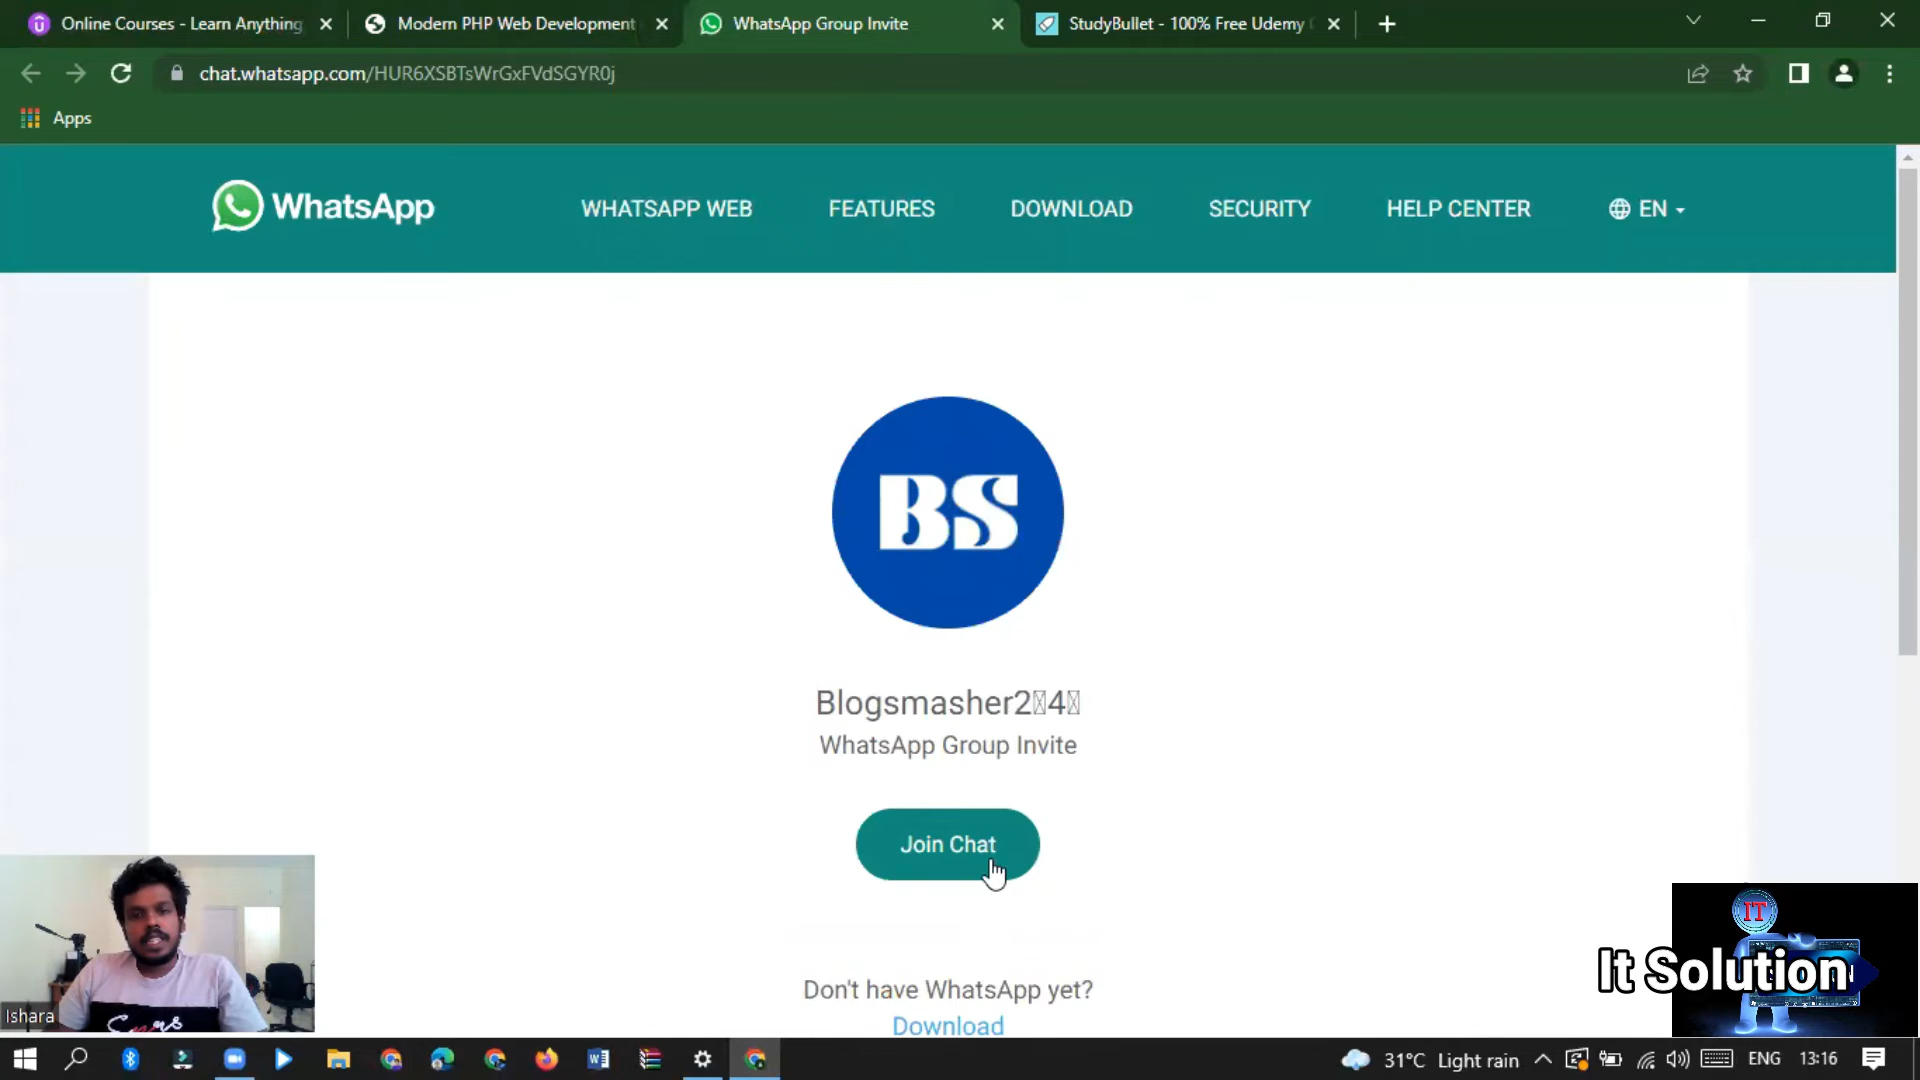 Online Courses - Learn Anything
Modern PHP Web Development
WhatsApp Group Invite
StudyBullet - 100% Free Udemy
chat.whatsapp.com/HUR6XSBTsWrGxFVdSGYR0j
Apps
WhatsApp
WHATSAPP WEB
FEATURES
DOWNLOAD
SECURITY
HELP CENTER
EN
BS
Blogsmasher2 4
WhatsApp Group Invite
Join Chat
Don't have WhatsApp yet?
Download
Ishara
IT
It Solution
31°C Light rain
ENG
13:16